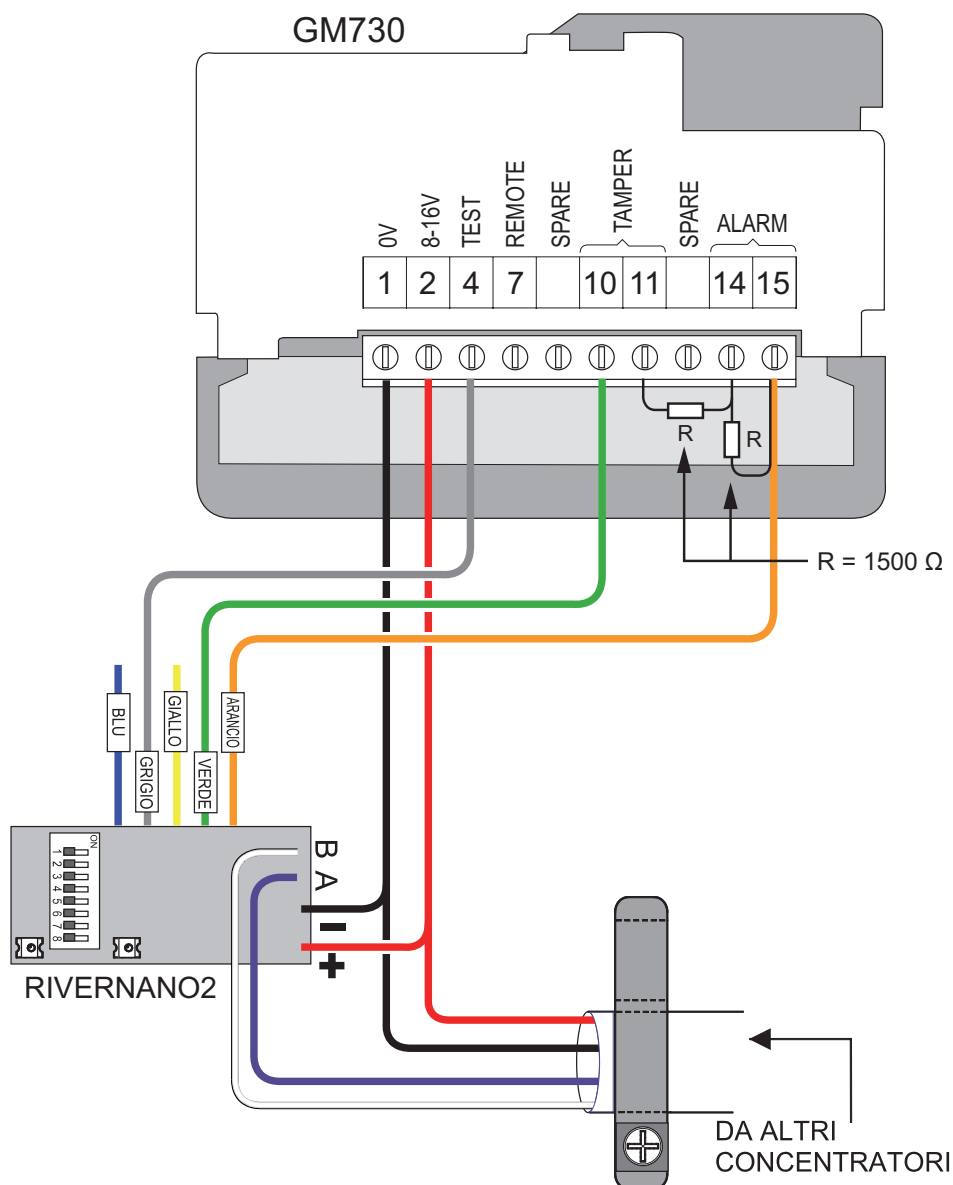 GM730
0V
8-16V
TEST
REMOTE
SPARE
TAMPER
SPARE
ALARM
1 2 4 7 10 11 14 15
R
R
R = 1500 Ω
BLU
GRIGIO
GIALLO
VERDE
ARANCIO
ON
1
2
3
4
5
6
7
8
B
A
-
+
RIVERNANO2
DA ALTRI
CONCENTRATORI